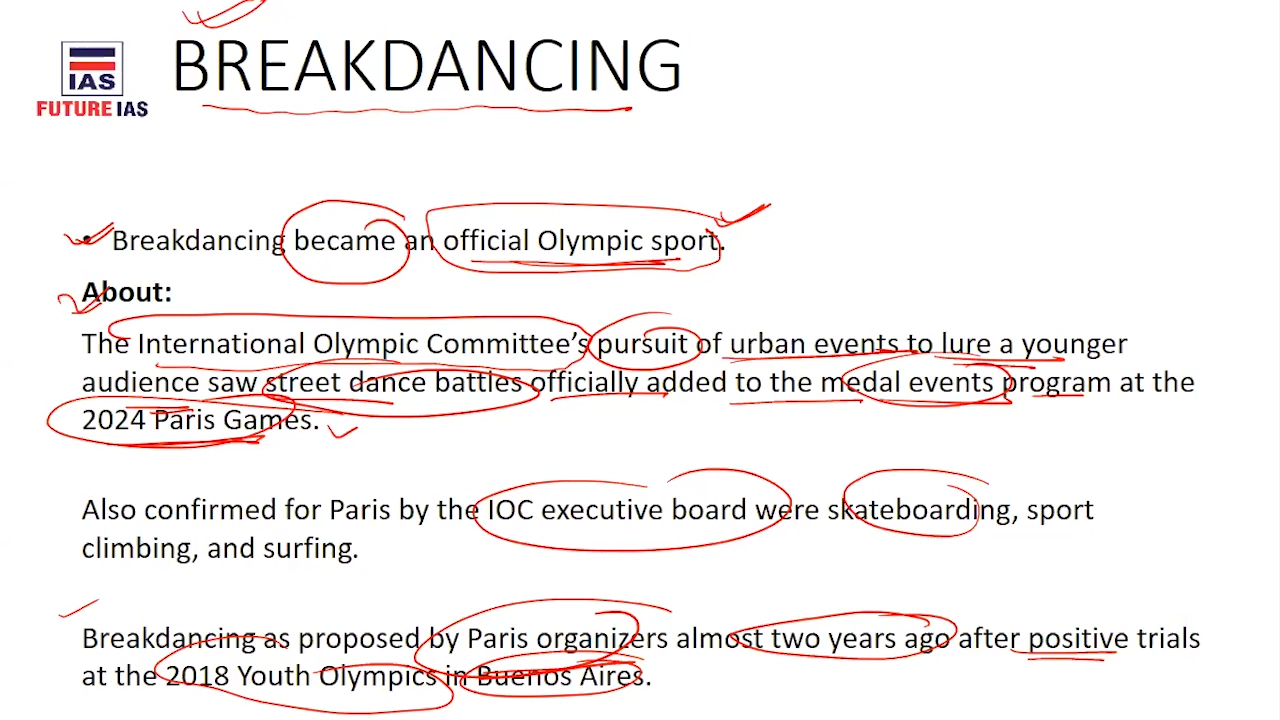 BREAKDANCING
IAS
FUTURE IAS
• Breakdancing became an official Olympic sport.
About:
The International Olympic Committee’s pursuit of urban events to lure a younger
audience saw street dance battles officially added to the medal events program at the
2024 Paris Games.
Also confirmed for Paris by the IOC executive board were skateboarding, sport
climbing, and surfing.
Breakdancing as proposed by Paris organizers almost two years ago after positive trials
at the 2018 Youth Olympics in Buenos Aires.